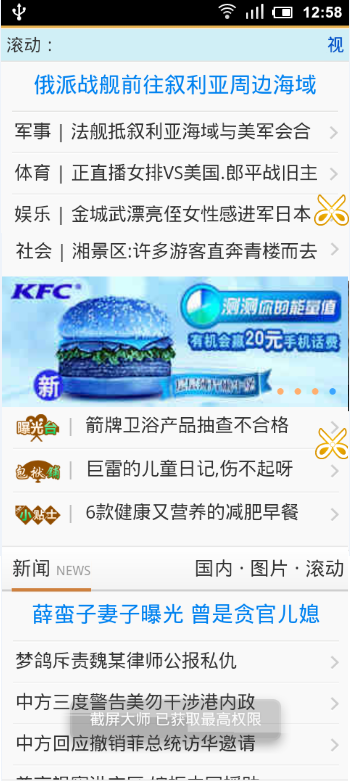 12:58
滚动：
视
俄派战舰前往叙利亚周边海域
军事 | 法舰抵叙利亚海域与美军会合
体育 | 正直播女排VS美国.郎平战旧主
娱乐 | 金城武漂亮侄女性感进军日本
社会 | 湘景区:许多游客直奔青楼而去
KFC
测测你的能量值
有机会赢20元手机话费
新
曝光台 | 箭牌卫浴产品抽查不合格
包袱铺 | 巨雷的儿童日记,伤不起呀
小贴士 | 6款健康又营养的减肥早餐
新闻 NEWS
国内 · 图片 · 滚动
薛蛮子妻子曝光 曾是贪官儿媳
梦鸽斥责魏某律师公报私仇
中方三度警告美勿干涉港内政
截屏大师 已获取最高权限
中方回应撤销菲总统访华邀请